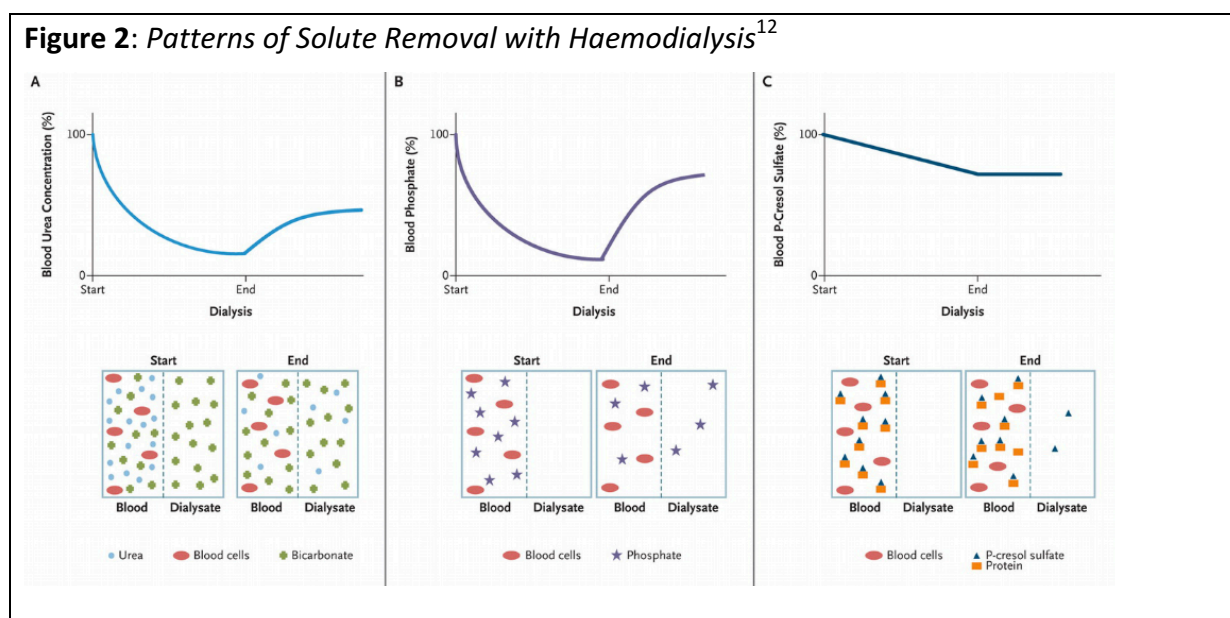 Figure 2: Patterns of Solute Removal with Haemodialysis12
A
Blood Urea Concentration (%)
100
0
Start
End
Dialysis
Start
End
Blood
Dialysate
Blood
Dialysate
Urea
Blood cells
Bicarbonate
B
Blood Phosphate (%)
100
0
Start
End
Dialysis
Start
End
Blood
Dialysate
Blood
Dialysate
Blood cells
Phosphate
C
Blood P-Cresol Sulfate (%)
100
0
Start
End
Dialysis
Start
End
Blood
Dialysate
Blood
Dialysate
Blood cells
P-cresol sulfate
Protein